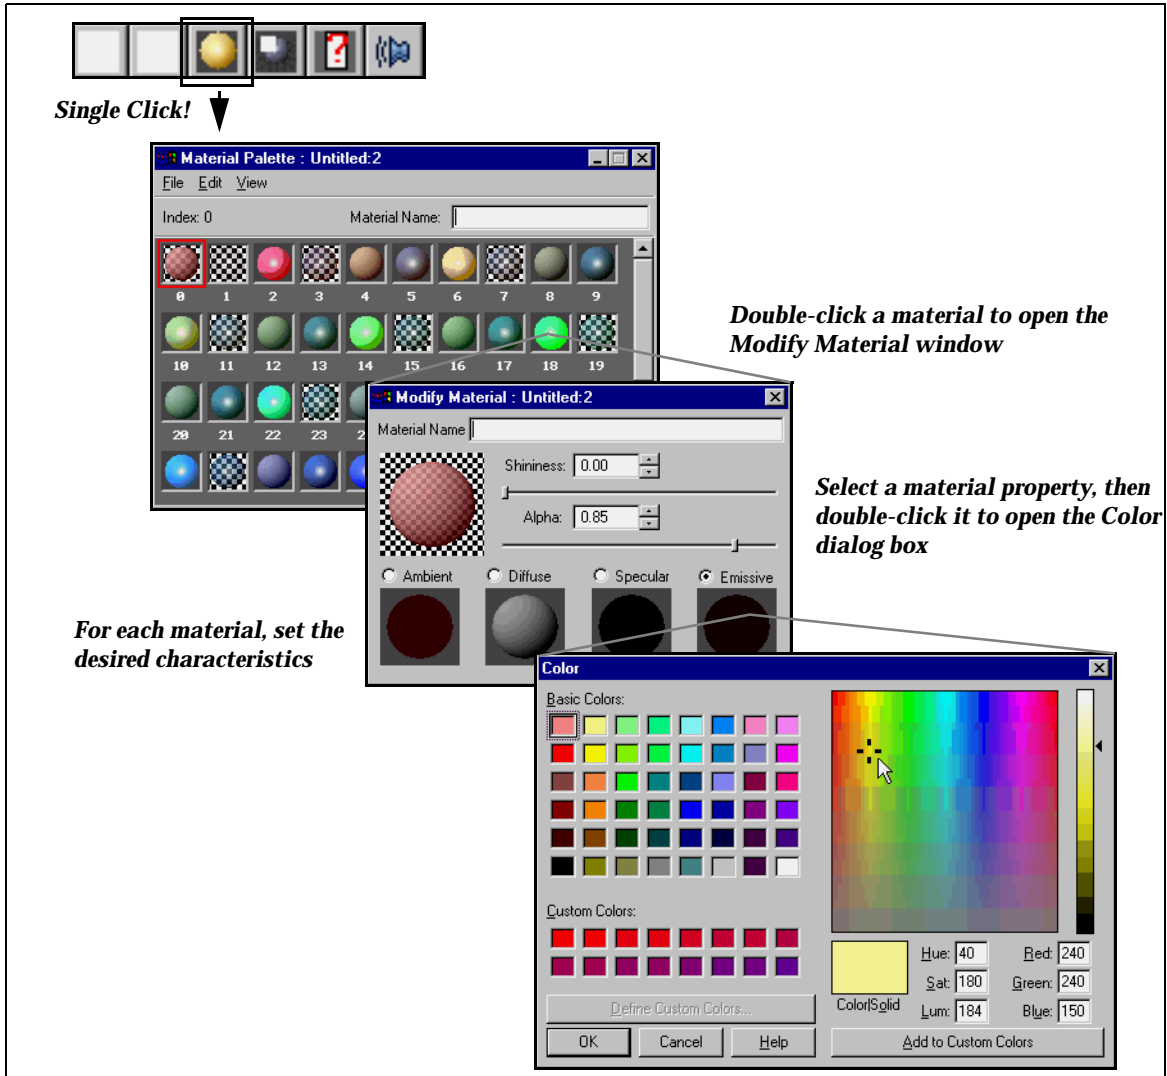 Single Click!
Material Palette : Untitled:2
File Edit View
Index: 0 Material Name:
0 1 2 3 4 5 6 7 8 9
10 11 12 13 14 15 16 17 18 19
20 21 22 23 2
Double-click a material to open the
Modify Material window
Modify Material : Untitled:2
Material Name
Shininess: 0.00
Alpha: 0.85
Ambient Diffuse Specular Emissive
Select a material property, then
double-click it to open the Color
dialog box
For each material, set the
desired characteristics
Color
Basic Colors:
Custom Colors:
Define Custom Colors...
OK Cancel Help
Color|Solid
Hue: 40 Red: 240
Sat: 180 Green: 240
Lum: 184 Blue: 150
Add to Custom Colors